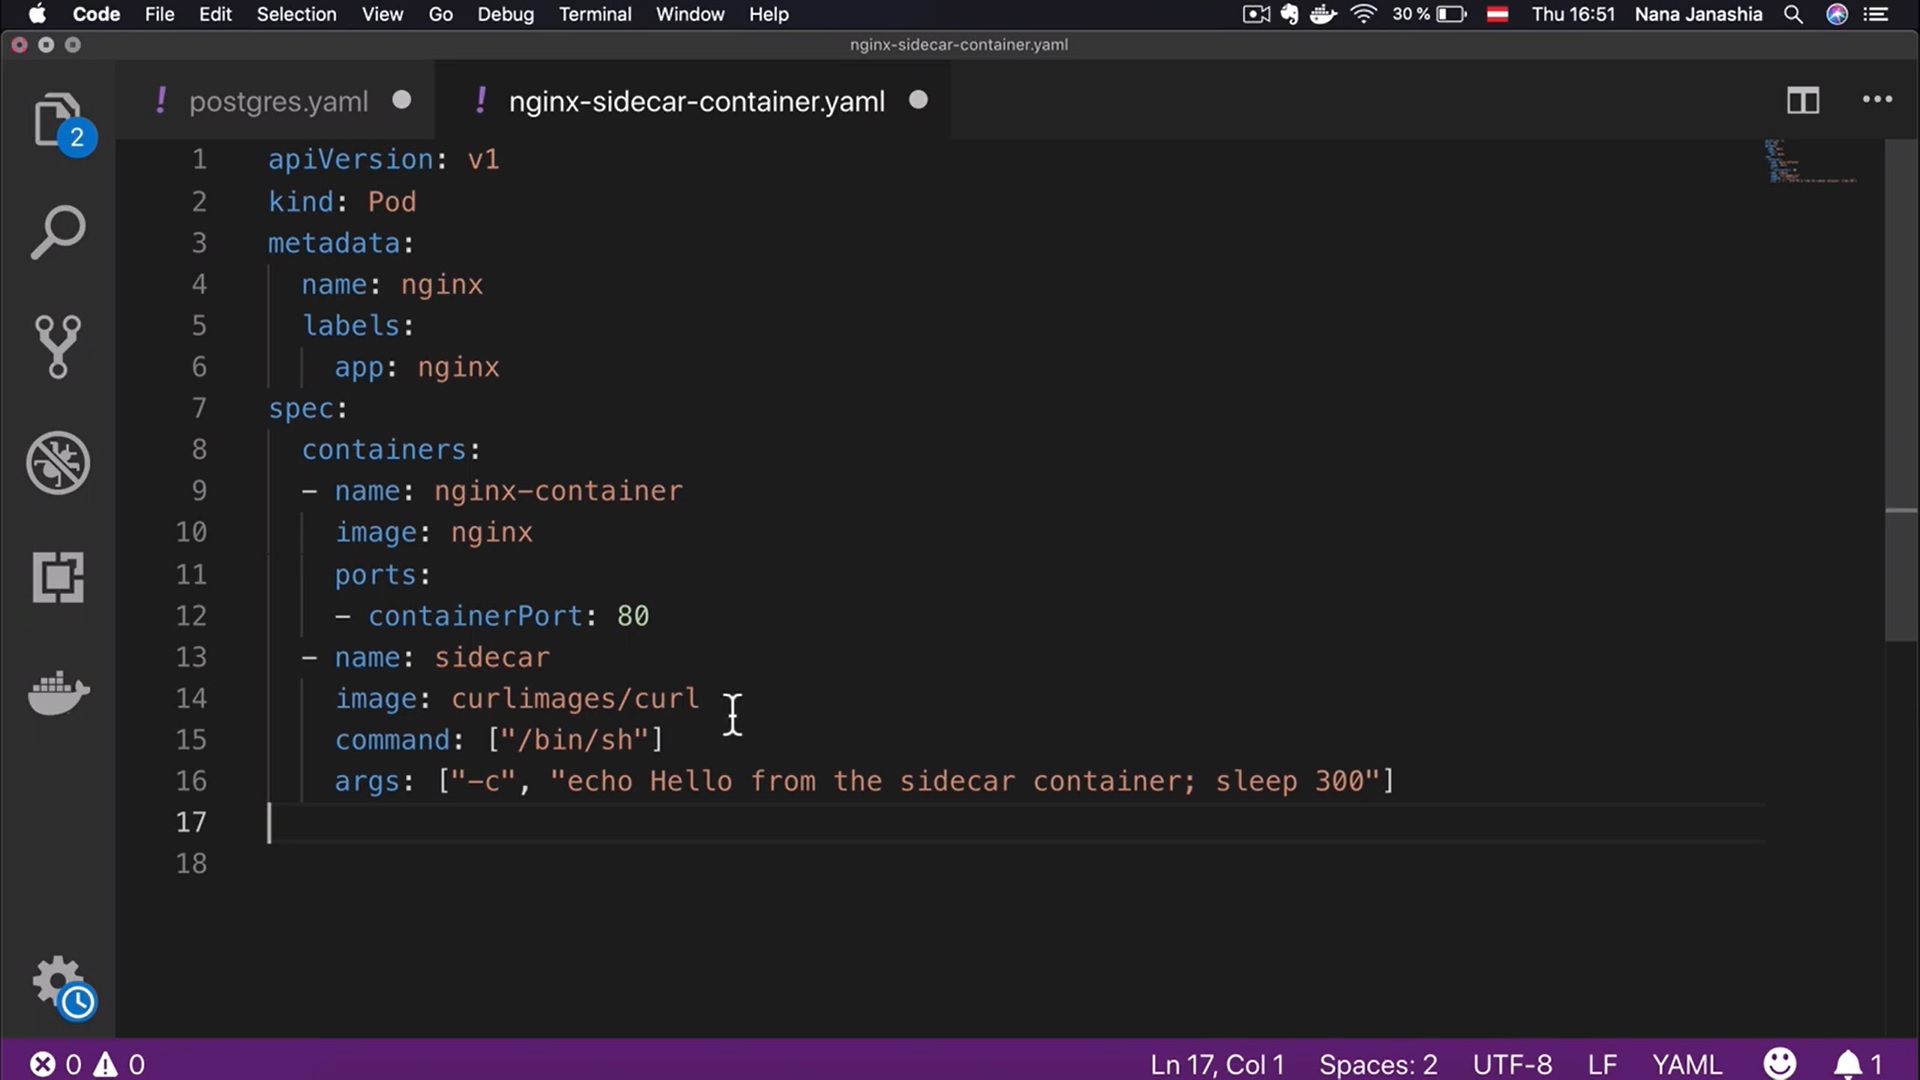 Code File Edit Selection View Go Debug Terminal Window Help 30 % Thu 16:51 Nana Janashia
nginx-sidecar-container.yaml
! postgres.yaml ! nginx-sidecar-container.yaml
2
1 apiVersion: v1
2 kind: Pod
3 metadata:
4 name: nginx
5 labels:
6 app: nginx
7 spec:
8 containers:
9 - name: nginx-container
10 image: nginx
11 ports:
12 - containerPort: 80
13 - name: sidecar
14 image: curlimages/curl
15 command: ["/bin/sh"]
16 args: ["-c", "echo Hello from the sidecar container; sleep 300"]
17
18
0 0 Ln 17, Col 1 Spaces: 2 UTF-8 LF YAML 1